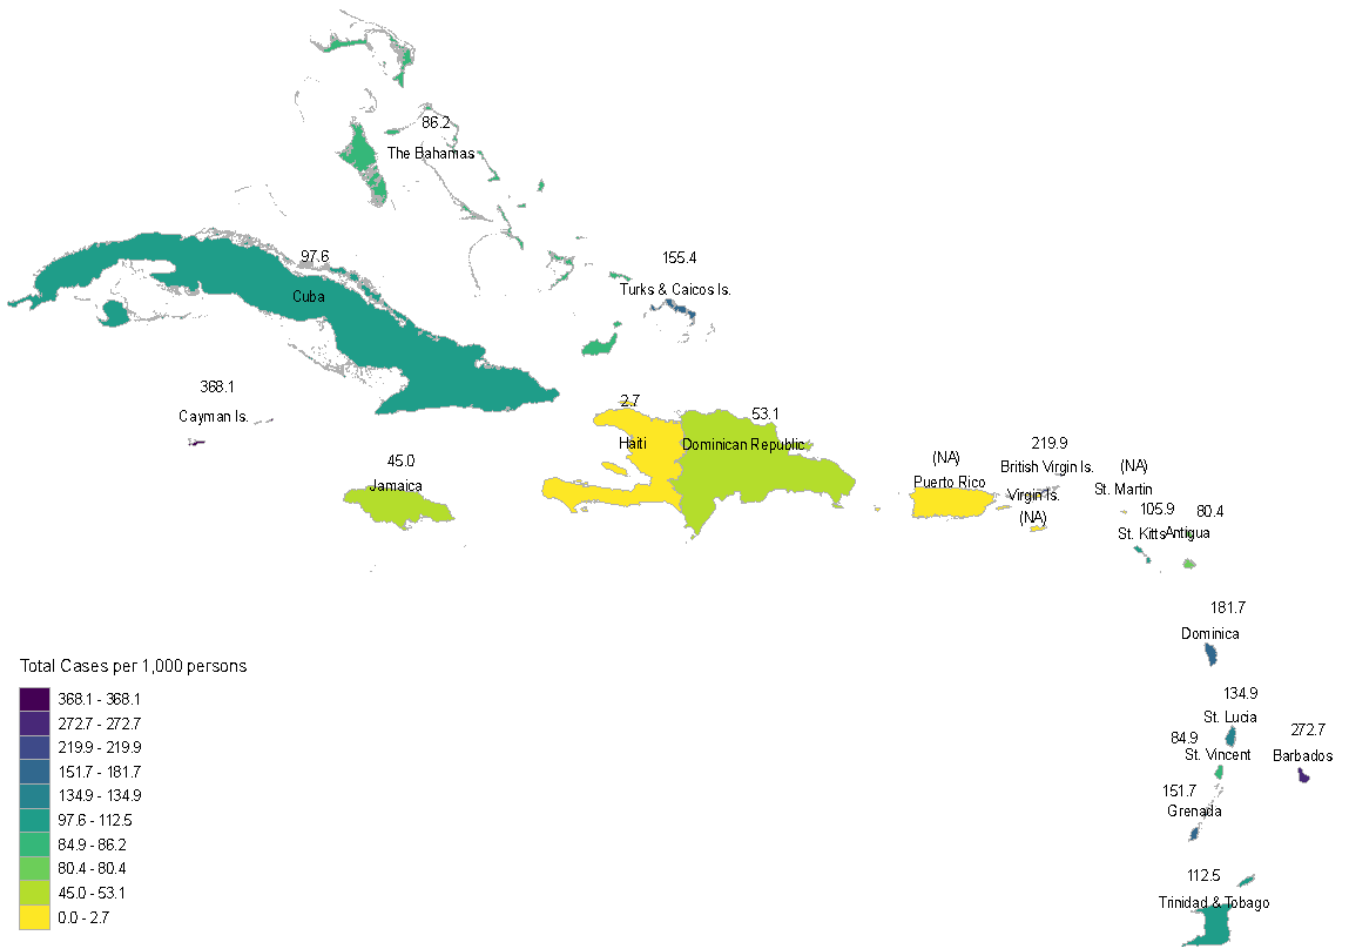 86.2
The Bahamas
97.6
Cuba
155.4
Turks & Caicos Is.
368.1
Cayman Is.
2.7
Haiti
53.1
Dominican Republic
45.0
Jamaica
(NA)
Puerto Rico
219.9
British Virgin Is.
Virgin Is.
(NA)
(NA)
St. Martin
105.9
St. Kitts
80.4
Antigua
181.7
Dominica
134.9
St. Lucia
84.9
St. Vincent
272.7
Barbados
151.7
Grenada
112.5
Trinidad & Tobago
Total Cases per 1,000 persons
368.1 - 368.1
272.7 - 272.7
219.9 - 219.9
151.7 - 181.7
134.9 - 134.9
97.6 - 112.5
84.9 - 86.2
80.4 - 80.4
45.0 - 53.1
0.0 - 2.7